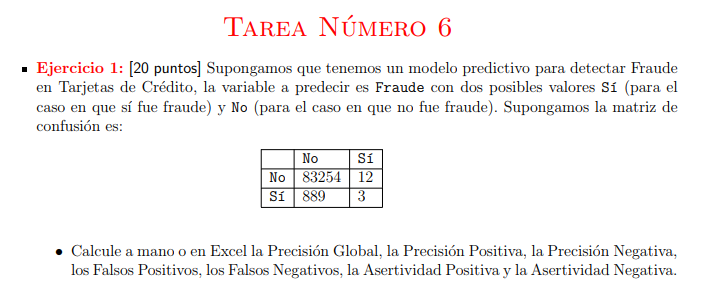 Tarea Número 6
Ejercicio 1: [20 puntos] Supongamos que tenemos un modelo predictivo para detectar Fraude
en Tarjetas de Crédito, la variable a predecir es Fraude con dos posibles valores Sí (para el
caso en que sí fue fraude) y No (para el caso en que no fue fraude). Supongamos la matriz de
confusión es:
No Sí
No 83254 12
Sí 889 3
• Calcule a mano o en Excel la Precisión Global, la Precisión Positiva, la Precisión Negativa,
los Falsos Positivos, los Falsos Negativos, la Asertividad Positiva y la Asertividad Negativa.